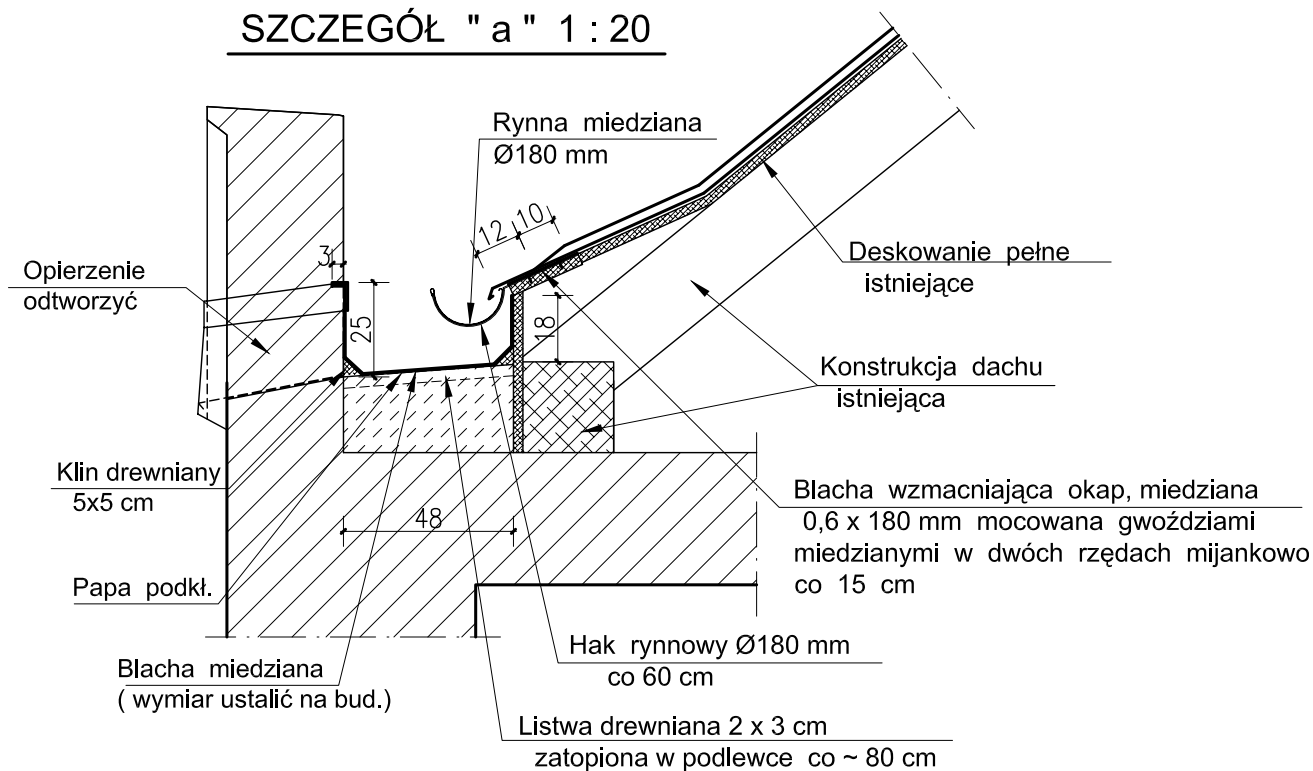 SZCZEGÓŁ " a " 1 : 20
Rynna miedziana
Ø180 mm
12
10
3
Opierzenie
odtworzyć
25
18
Deskowanie pełne
istniejące
Konstrukcja dachu
istniejąca
Klin drewniany
5x5 cm
48
Blacha wzmacniająca okap, miedziana
0,6 x 180 mm mocowana gwoździami
miedzianymi w dwóch rzędach mijankowo
co 15 cm
Papa podkł.
Hak rynnowy Ø180 mm
co 60 cm
Blacha miedziana
( wymiar ustalić na bud.)
Listwa drewniana 2 x 3 cm
zatopiona w podlewce co ~ 80 cm